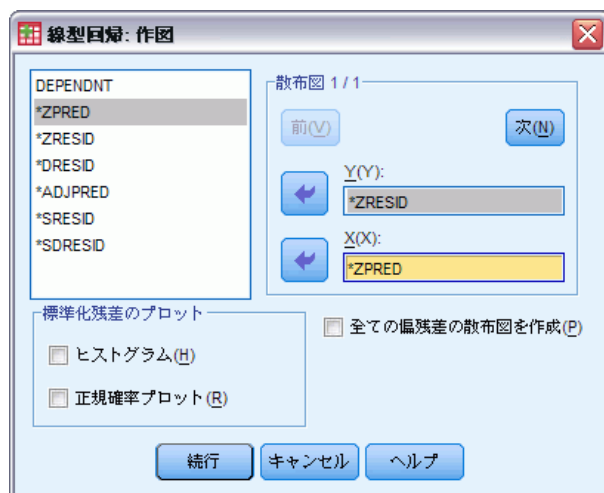 線型回帰: 作図
DEPENDNT
*ZPRED
*ZRESID
*DRESID
*ADJPRED
*SRESID
*SDRESID
散布図 1 / 1
前(V)
次(N)
Y(Y):
*ZRESID
X(X):
*ZPRED
標準化残差のプロット
ヒストグラム(H)
正規確率プロット(R)
全ての偏残差の散布図を作成(P)
続行
キャンセル
ヘルプ